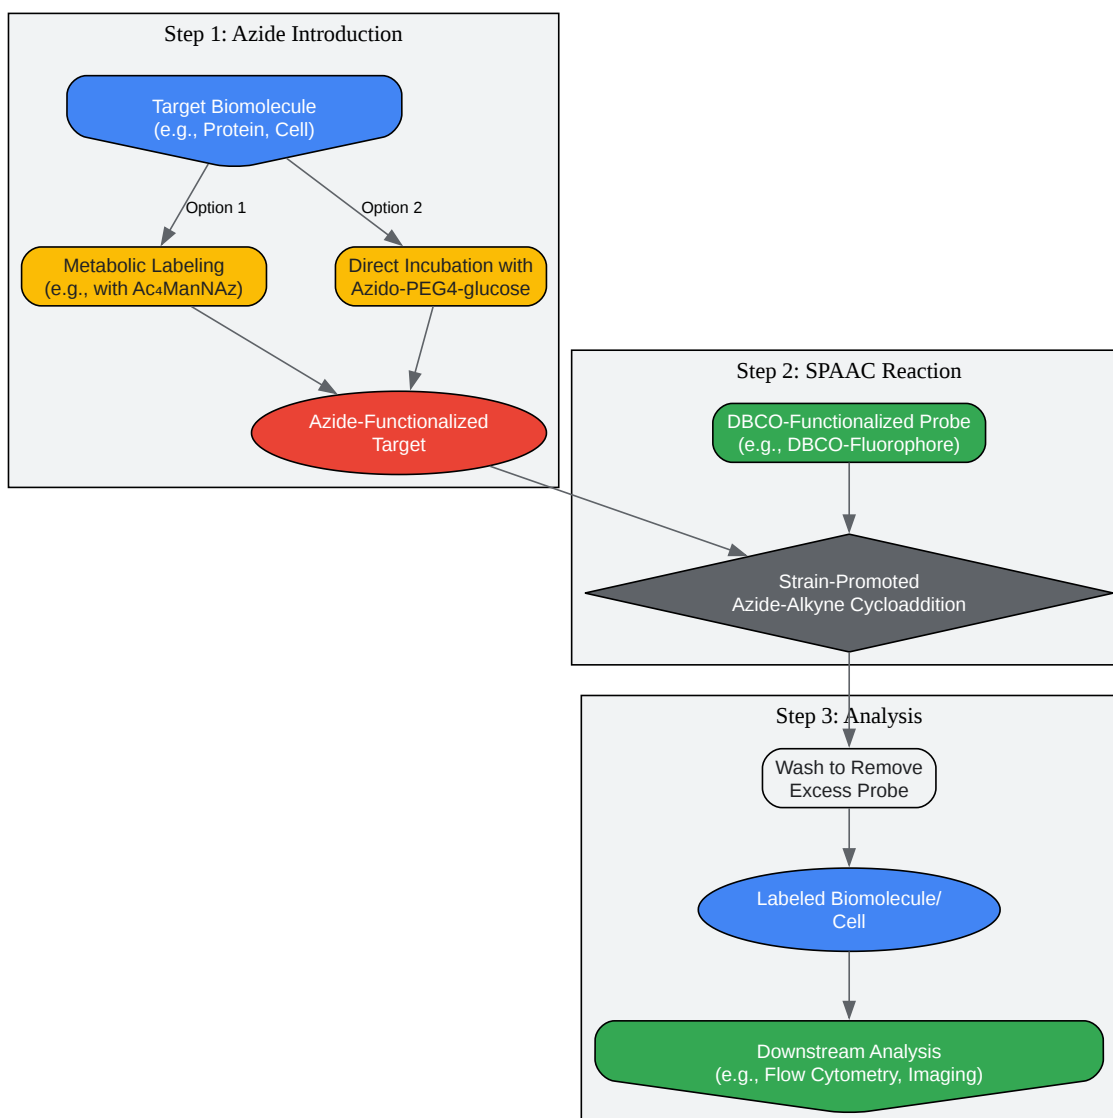 Step 1: Azide Introduction
Target Biomolecule
(e.g., Protein, Cell)
Option 1
Option 2
Metabolic Labeling
(e.g., with Ac₄ManNAz)
Direct Incubation with
Azido-PEG4-glucose
Azide-Functionalized
Target
Step 2: SPAAC Reaction
DBCO-Functionalized Probe
(e.g., DBCO-Fluorophore)
Strain-Promoted
Azide-Alkyne Cycloaddition
Step 3: Analysis
Wash to Remove
Excess Probe
Labeled Biomolecule/
Cell
Downstream Analysis
(e.g., Flow Cytometry, Imaging)